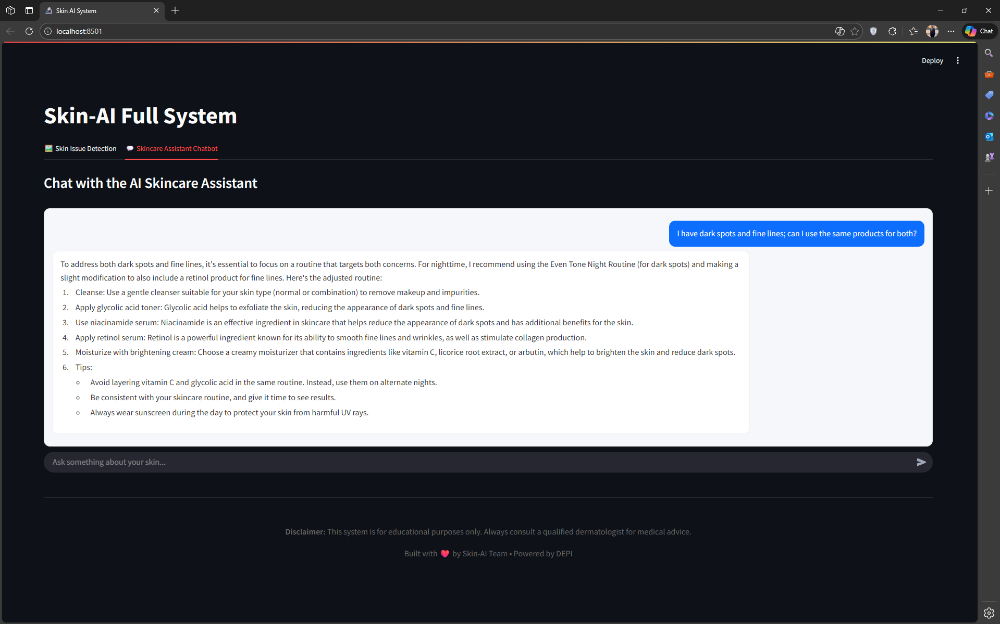 Skin AI System
localhost:8501
Chat
Deploy
Skin-AI Full System
Skin Issue Detection
Skincare Assistant Chatbot
Chat with the AI Skincare Assistant
I have dark spots and fine lines; can I use the same products for both?
To address both dark spots and fine lines, it's essential to focus on a routine that targets both concerns. For nighttime, I recommend using the Even Tone Night Routine (for dark spots) and making a
slight modification to also include a retinol product for fine lines. Here's the adjusted routine:
1. Cleanse: Use a gentle cleanser suitable for your skin type (normal or combination) to remove makeup and impurities.
2. Apply glycolic acid toner: Glycolic acid helps to exfoliate the skin, reducing the appearance of dark spots and fine lines.
3. Use niacinamide serum: Niacinamide is an effective ingredient in skincare that helps reduce the appearance of dark spots and has additional benefits for the skin.
4. Apply retinol serum: Retinol is a powerful ingredient known for its ability to smooth fine lines and wrinkles, as well as stimulate collagen production.
5. Moisturize with brightening cream: Choose a creamy moisturizer that contains ingredients like vitamin C, licorice root extract, or arbutin, which help to brighten the skin and reduce dark spots.
6. Tips:
◦ Avoid layering vitamin C and glycolic acid in the same routine. Instead, use them on alternate nights.
◦ Be consistent with your skincare routine, and give it time to see results.
◦ Always wear sunscreen during the day to protect your skin from harmful UV rays.
Ask something about your skin...
Disclaimer: This system is for educational purposes only. Always consult a qualified dermatologist for medical advice.
Built with ❤️ by Skin-AI Team • Powered by DEPI